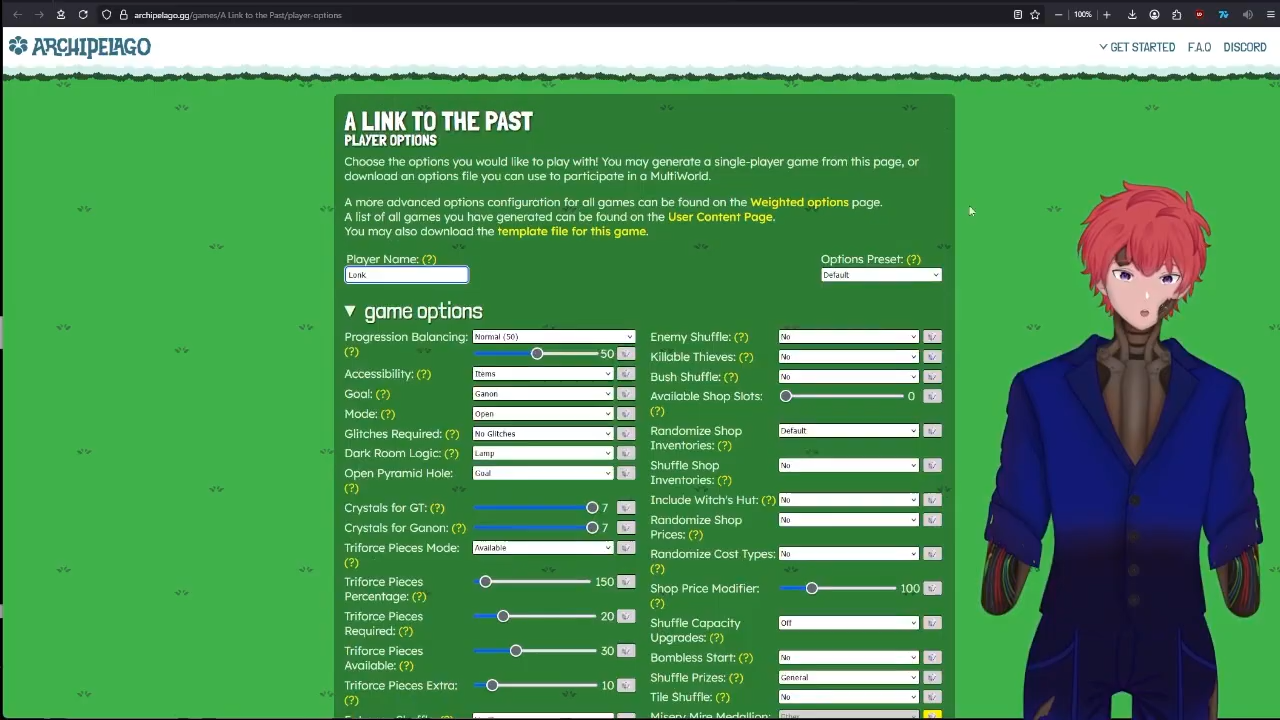 archipelago.gg/games/A Link to the Past/player-options
100%
ARCHIPELAGO
GET STARTED
F.A.Q
DISCORD
A LINK TO THE PAST
PLAYER OPTIONS
Choose the options you would like to play with! You may generate a single-player game from this page, or
download an options file you can use to participate in a MultiWorld.
A more advanced options configuration for all games can be found on the Weighted options page.
A list of all games you have generated can be found on the User Content Page.
You may also download the template file for this game.
Player Name: (?)
Lonk
Options Preset: (?)
Default
game options
Progression Balancing:
(?)
Normal (50)
50
Accessibility: (?)
Items
Goal: (?)
Ganon
Mode: (?)
Open
Glitches Required: (?)
No Glitches
Dark Room Logic: (?)
Lamp
Open Pyramid Hole:
(?)
Goal
Crystals for GT: (?)
7
Crystals for Ganon: (?)
7
Triforce Pieces Mode:
(?)
Available
Triforce Pieces
Percentage: (?)
150
Triforce Pieces
Required: (?)
20
Triforce Pieces
Available: (?)
30
Triforce Pieces Extra:
(?)
10
Enemy Shuffle: (?)
No
Killable Thieves: (?)
No
Bush Shuffle: (?)
No
Available Shop Slots:
(?)
0
Randomize Shop
Inventories: (?)
Default
Shuffle Shop
Inventories: (?)
No
Include Witch's Hut: (?)
No
Randomize Shop
Prices: (?)
No
Randomize Cost Types:
(?)
No
Shop Price Modifier:
(?)
100
Shuffle Capacity
Upgrades: (?)
Off
Bombless Start: (?)
No
Shuffle Prizes: (?)
General
Tile Shuffle: (?)
No
Misery Mire Medallion:
Ether